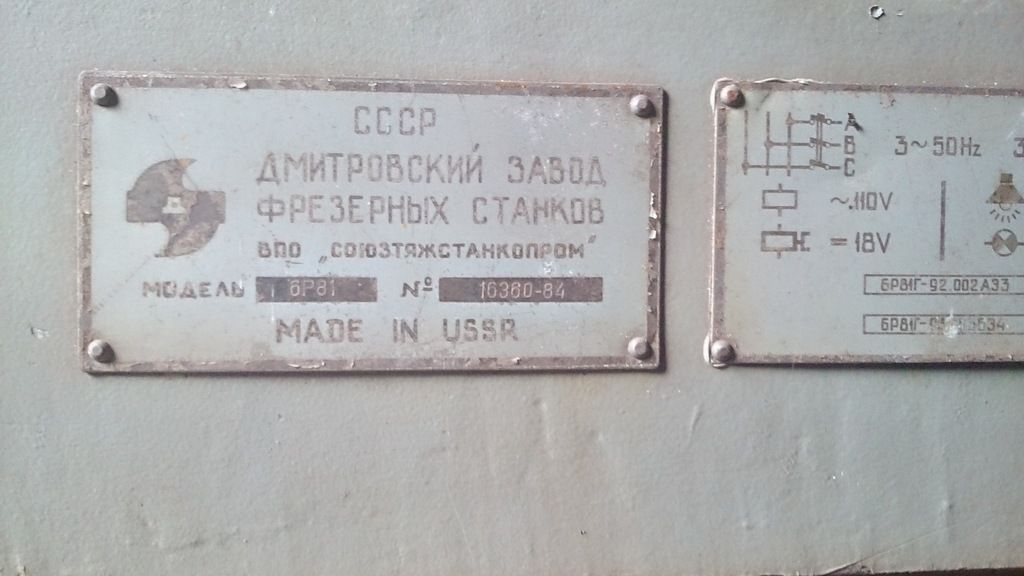 СССР
ДМИТРОВСКИЙ ЗАВОД
ФРЕЗЕРНЫХ СТАНКОВ
ВПО „СОЮЗТЯЖСТАНКОПРОМ"
МОДЕЛЬ 6Р81 № 16360-84
MADE IN USSR
A
B
C
3~50Hz 3
~110V
=18V
6Р81Г-92.002А33